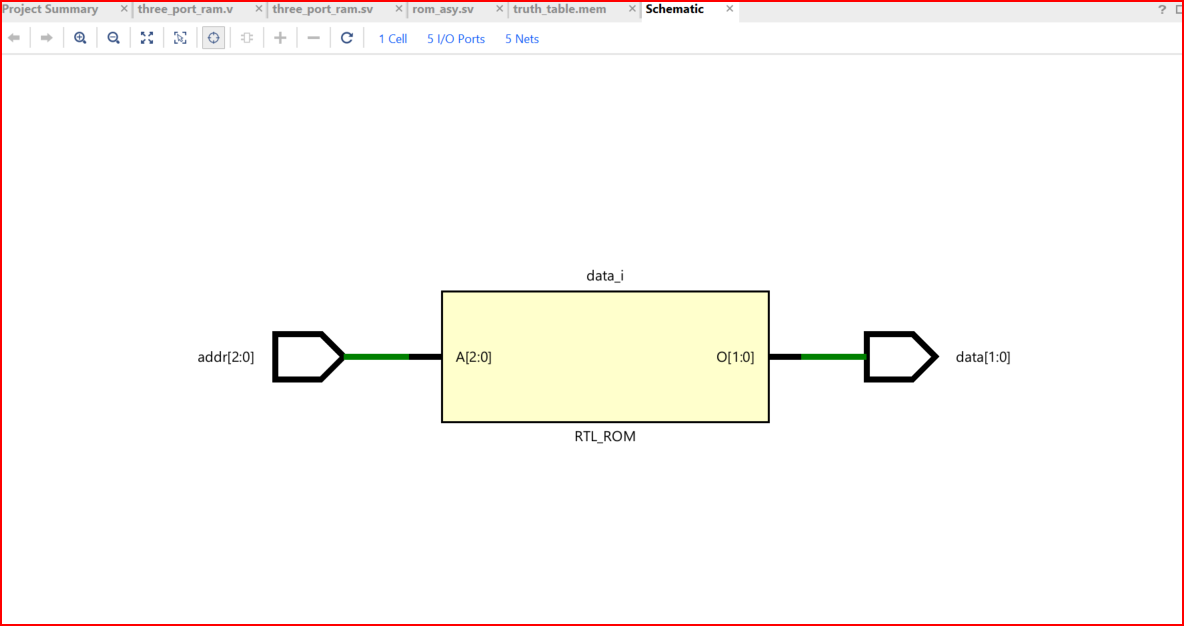 Project Summary × three_port_ram.v × three_port_ram.sv × rom_asy.sv × truth_table.mem × Schematic × ?
1 Cell 5 I/O Ports 5 Nets
data_i
addr[2:0] A[2:0] O[1:0] data[1:0]
RTL_ROM